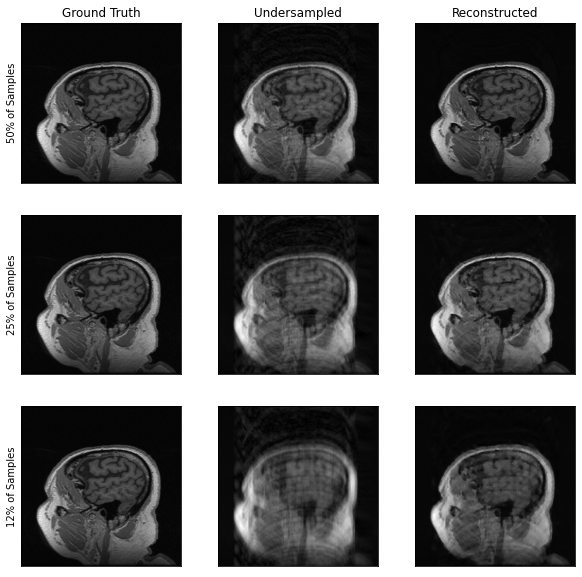 Ground Truth
Undersampled
Reconstructed
50% of Samples
25% of Samples
12% of Samples